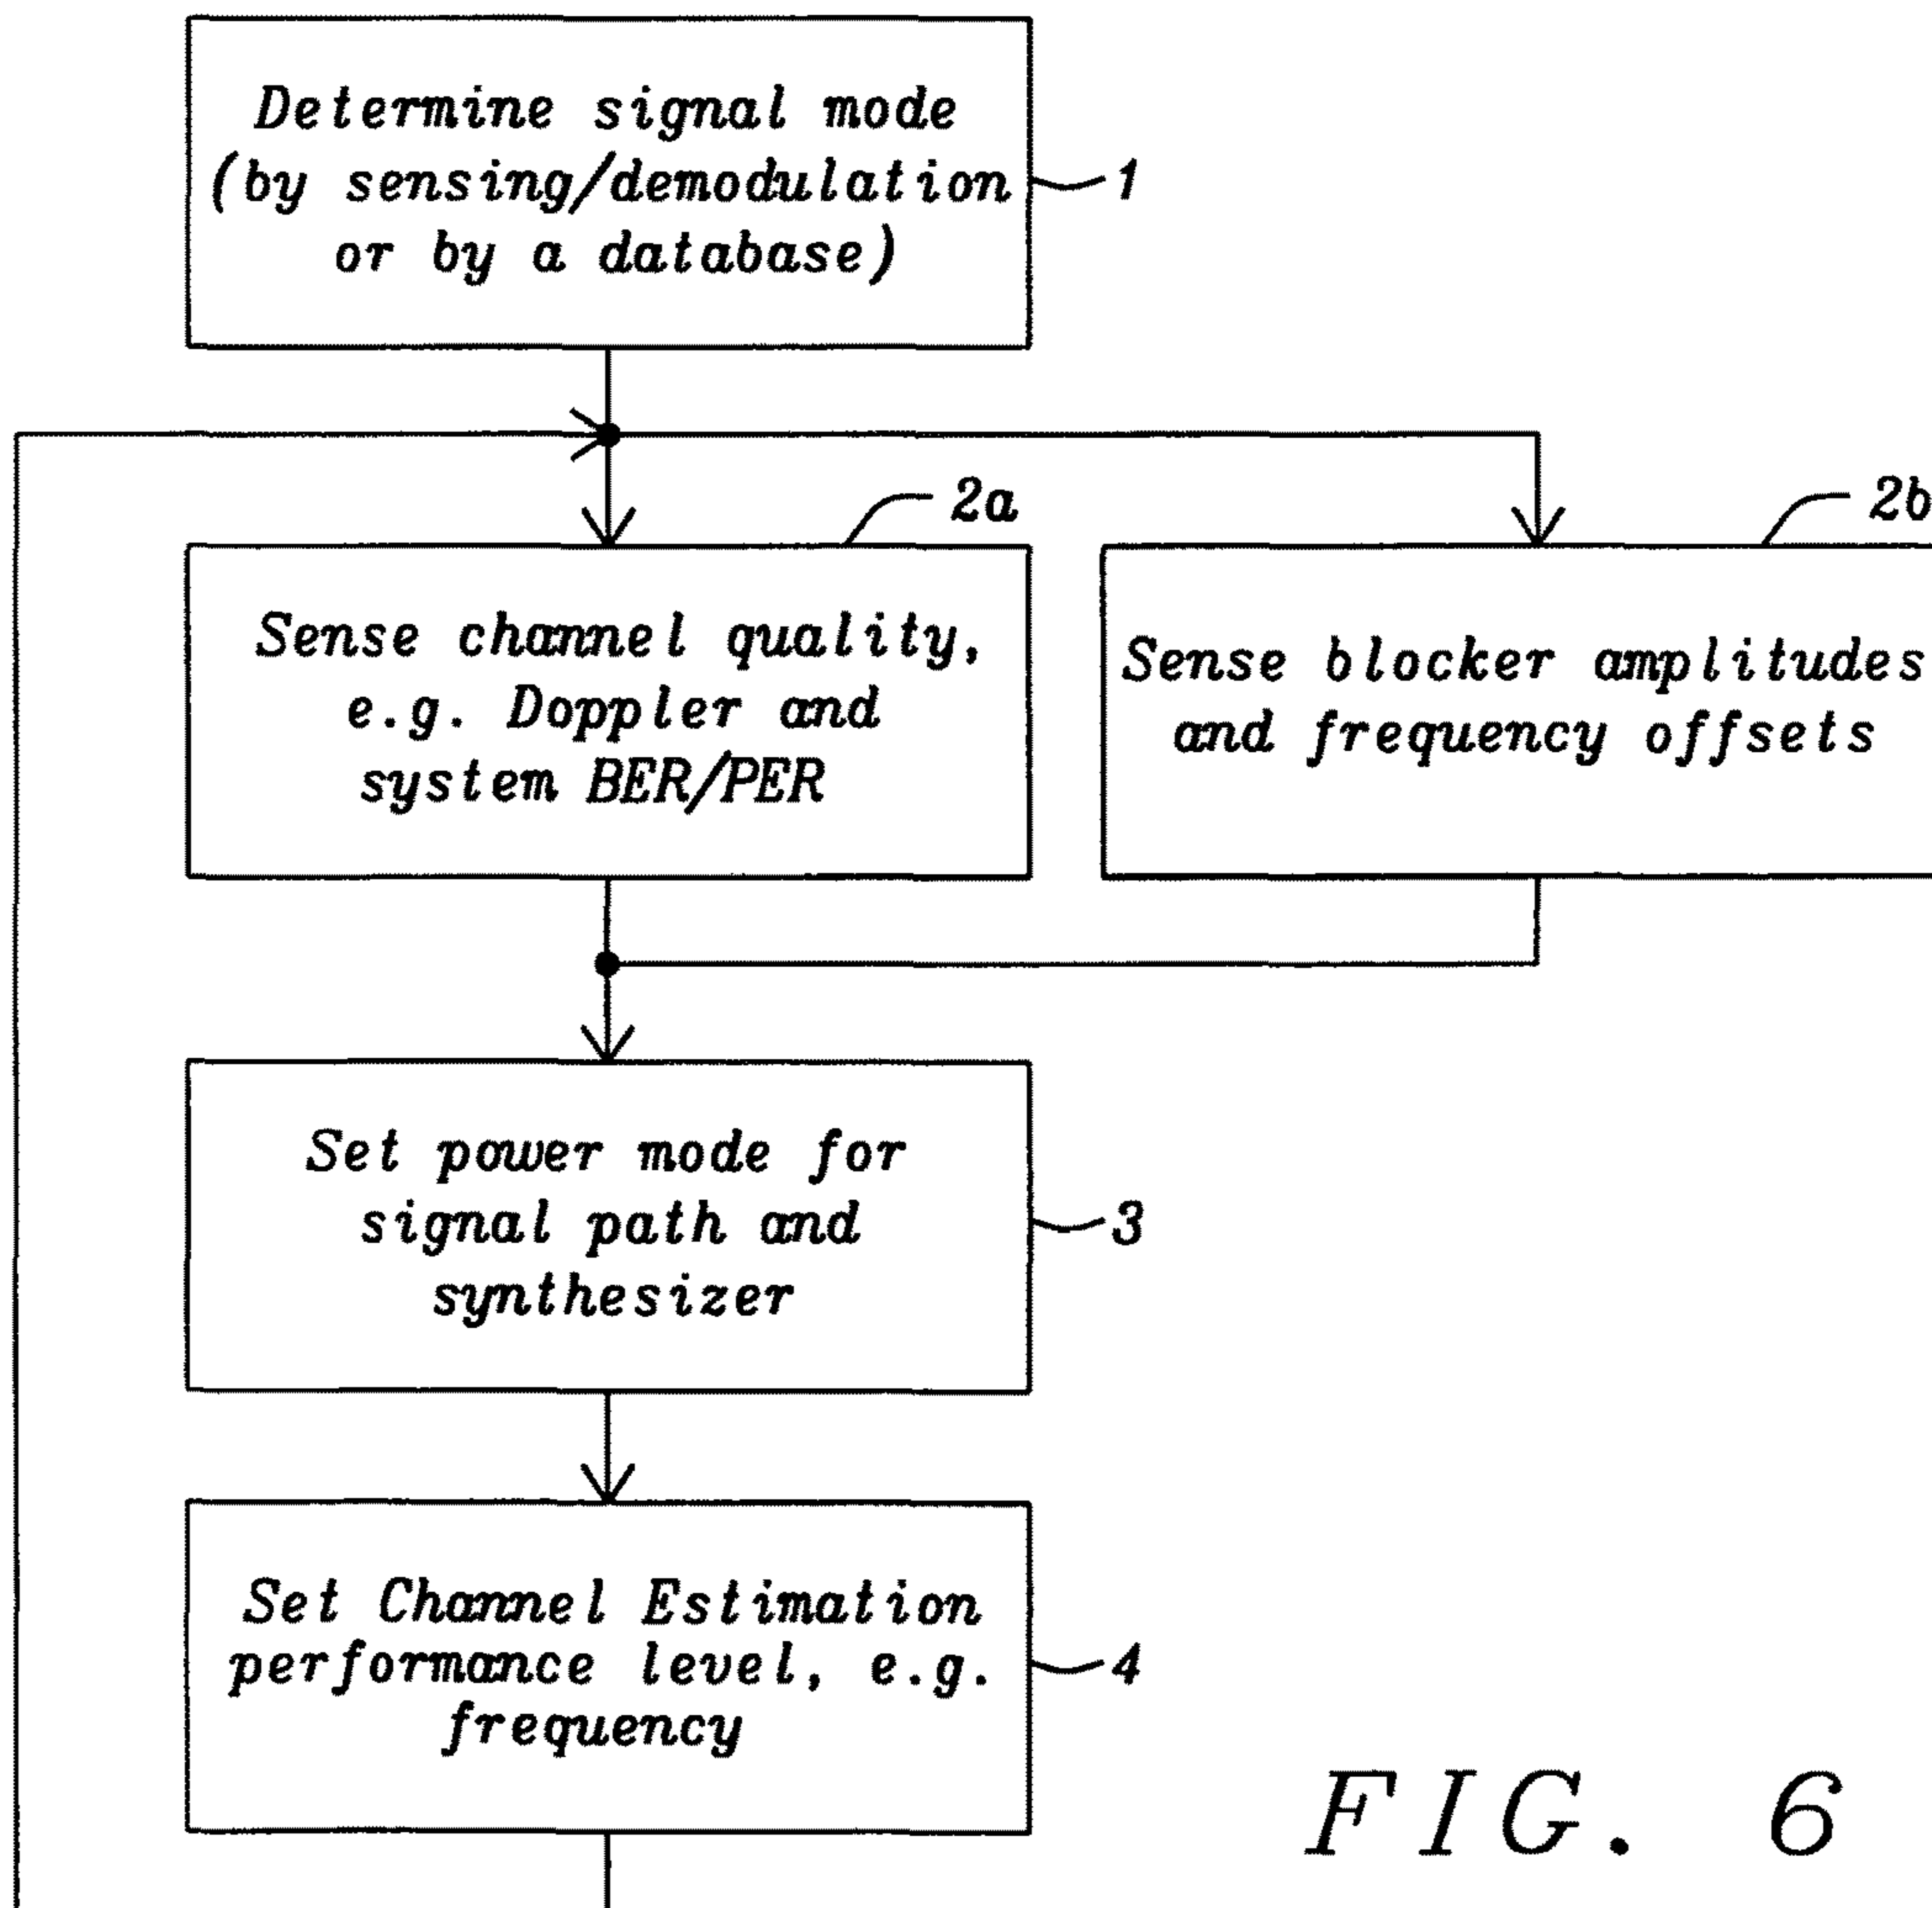 Determine signal mode
(by sensing/demodulation
or by a database)
1
2a
2b
Sense channel quality,
e.g. Doppler and
system BER/PER
Sense blocker amplitudes
and frequency offsets
Set power mode for
signal path and
synthesizer
3
Set Channel Estimation
performance level, e.g.
frequency
4
FIG. 6